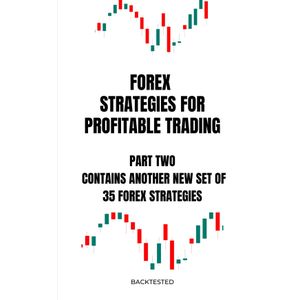 FOREX
STRATEGIES FOR
PROFITABLE TRADING
PART TWO
CONTAINS ANOTHER NEW SET OF
35 FOREX STRATEGIES
BACKTESTED